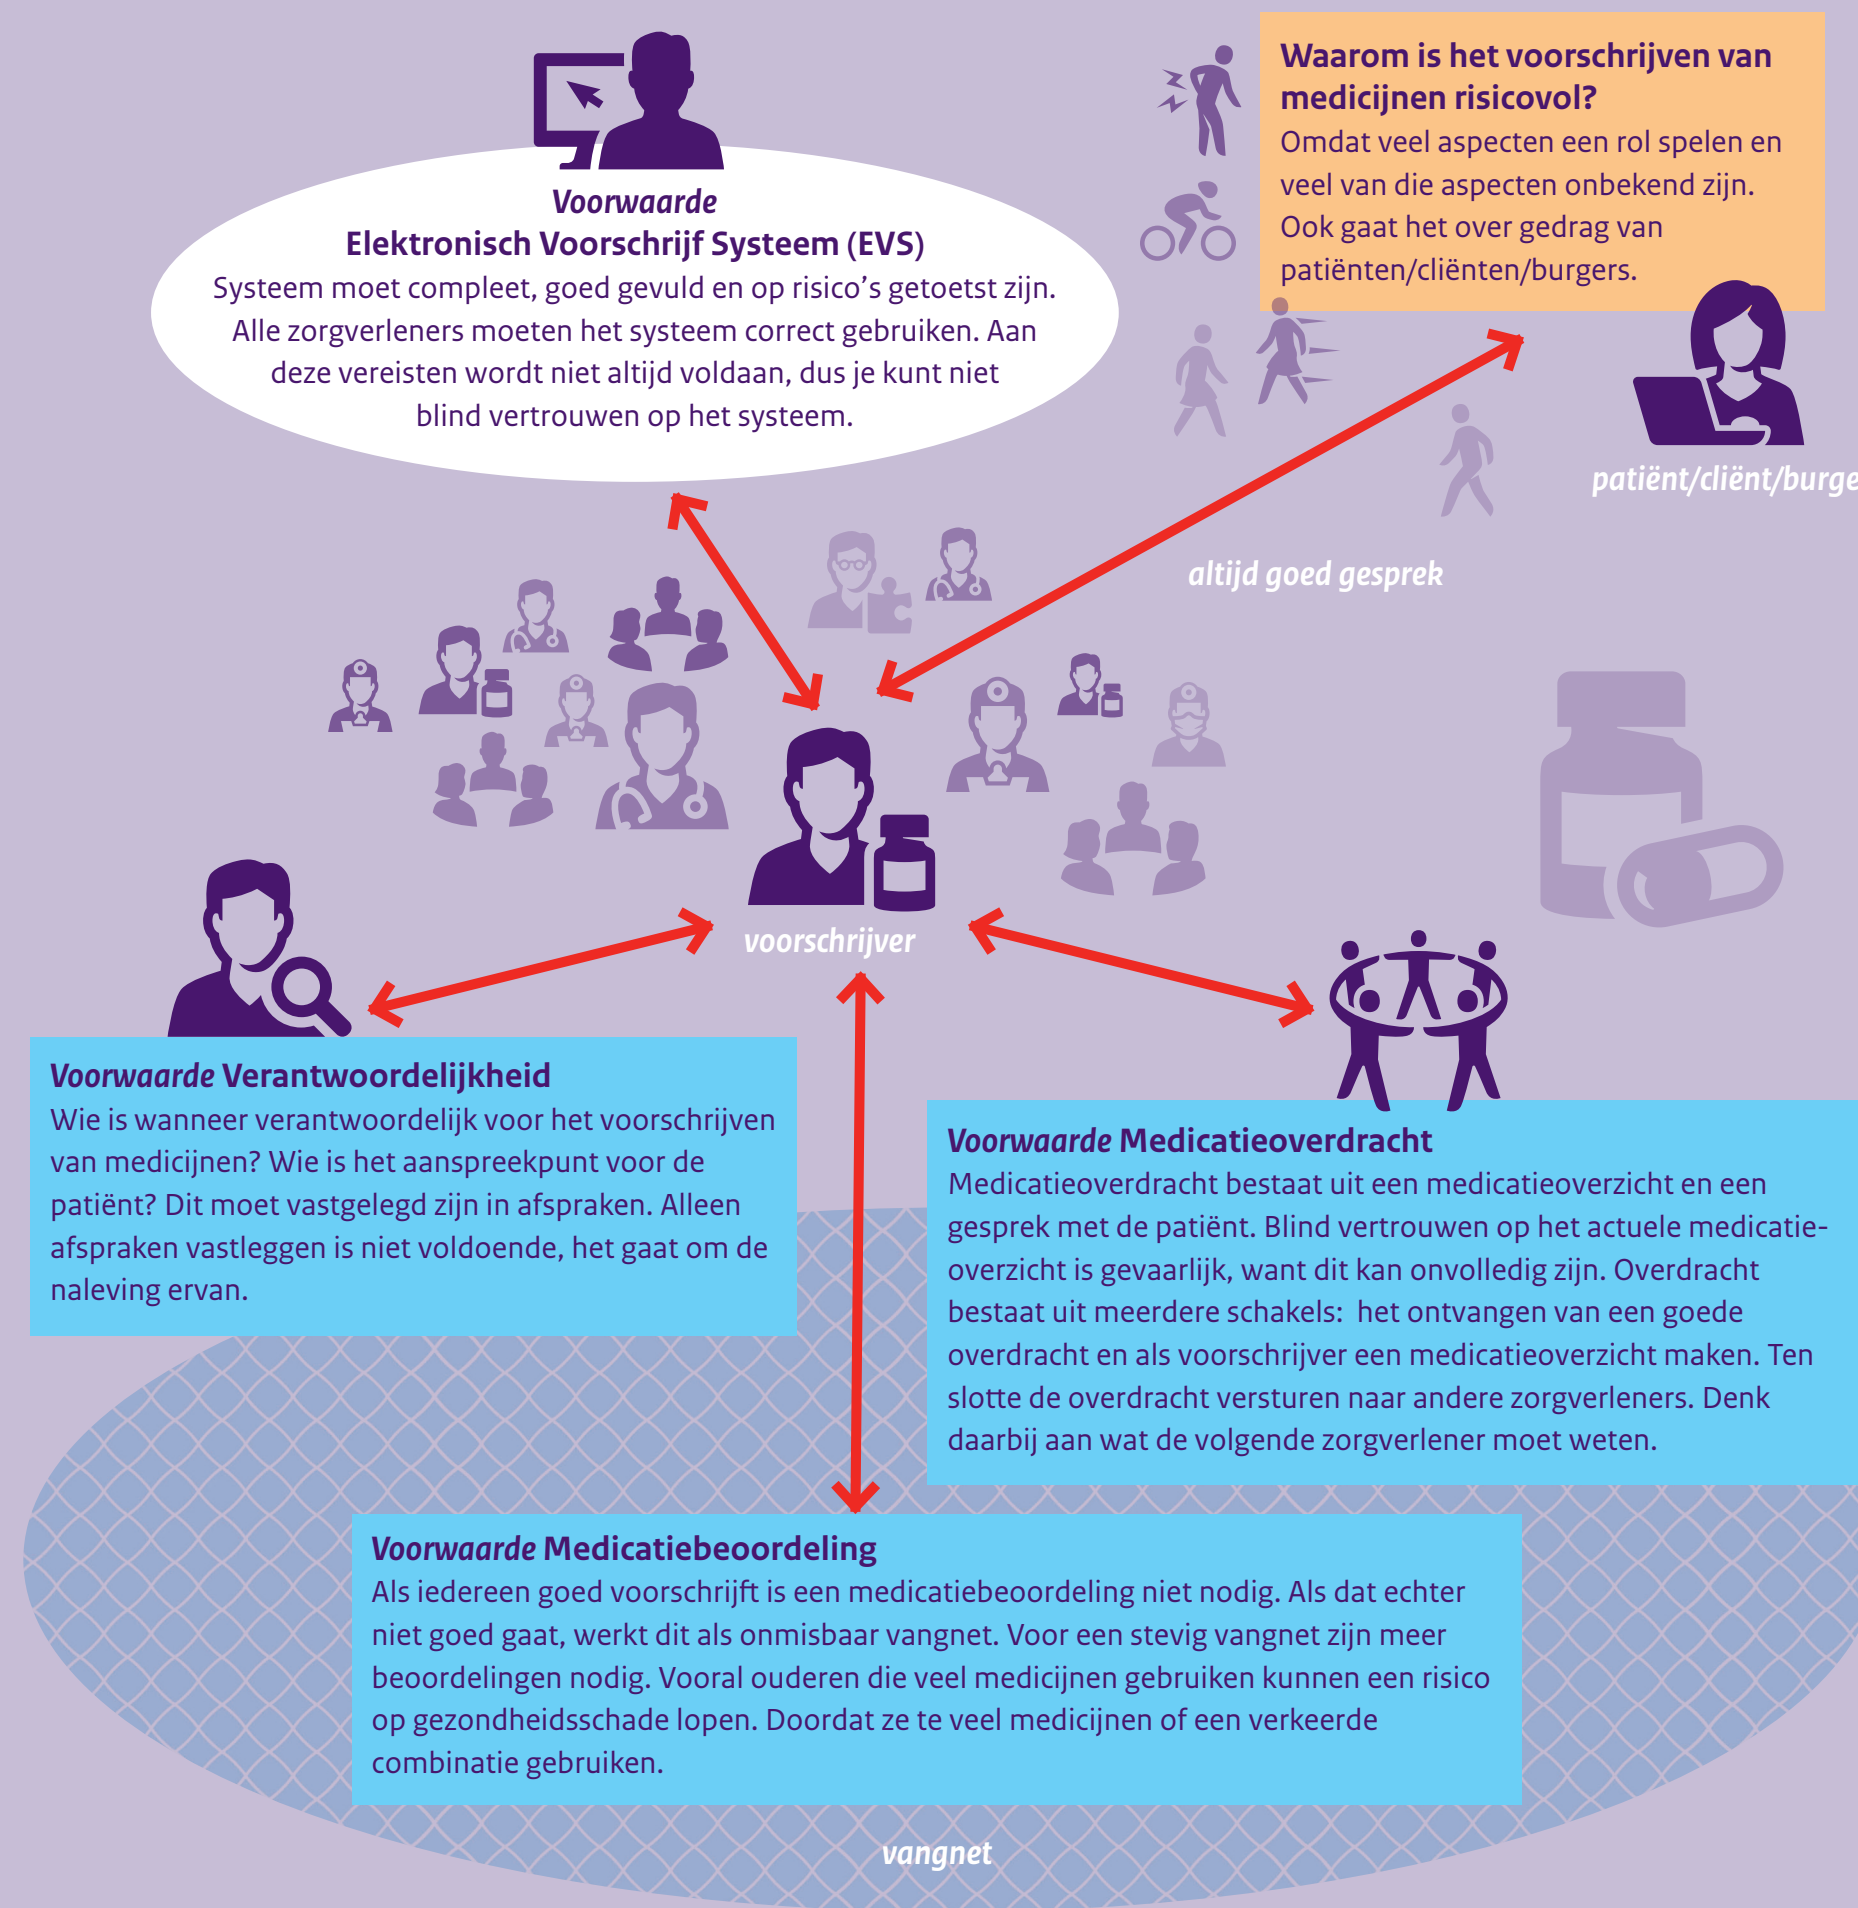 Voorwaarde
Elektronisch Voorschrijf Systeem (EVS)
Systeem moet compleet, goed gevuld en op risico's getoetst zijn.
Alle zorgverleners moeten het systeem correct gebruiken. Aan
deze vereisten wordt niet altijd voldaan, dus je kunt niet
blind vertrouwen op het systeem.
Waarom is het voorschrijven van
medicijnen risicovol?
Omdat veel aspecten een rol spelen en
veel van die aspecten onbekend zijn.
Ook gaat het over gedrag van
patiënten/cliënten/burgers.
patiënt/cliënt/burge
altijd goed gesprek
voorschrijver
Voorwaarde Verantwoordelijkheid
Wie is wanneer verantwoordelijk voor het voorschrijven
van medicijnen? Wie is het aanspreekpunt voor de
patiënt? Dit moet vastgelegd zijn in afspraken. Alleen
afspraken vastleggen is niet voldoende, het gaat om de
naleving ervan.
Voorwaarde Medicatieoverdracht
Medicatieoverdracht bestaat uit een medicatieoverzicht en een
gesprek met de patiënt. Blind vertrouwen op het actuele medicatie-
overzicht is gevaarlijk, want dit kan onvolledig zijn. Overdracht
bestaat uit meerdere schakels: het ontvangen van een goede
overdracht en als voorschrijver een medicatieoverzicht maken. Ten
slotte de overdracht versturen naar andere zorgverleners. Denk
daarbij aan wat de volgende zorgverlener moet weten.
Voorwaarde Medicatiebeoordeling
Als iedereen goed voorschrijft is een medicatiebeoordeling niet nodig. Als dat echter
niet goed gaat, werkt dit als onmisbaar vangnet. Voor een stevig vangnet zijn meer
beoordelingen nodig. Vooral ouderen die veel medicijnen gebruiken kunnen een risico
op gezondheidsschade lopen. Doordat ze te veel medicijnen of een verkeerde
combinatie gebruiken.
vangnet